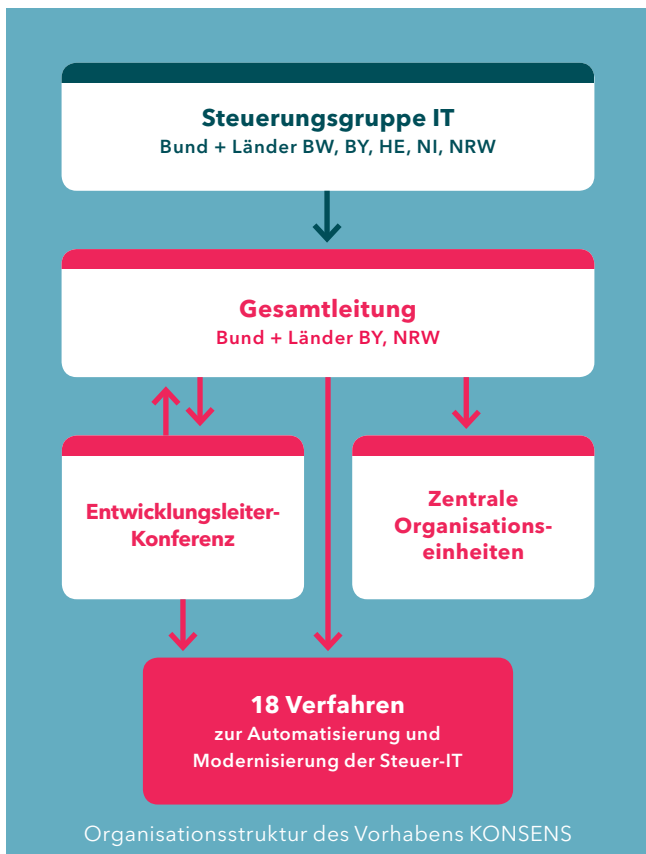 Steuerungsgruppe IT
Bund + Länder BW, BY, HE, NI, NRW
Gesamtleitung
Bund + Länder BY, NRW
Entwicklungsleiter-
Konferenz
Zentrale
Organisations-
einheiten
18 Verfahren
zur Automatisierung und
Modernisierung der Steuer-IT
Organisationsstruktur des Vorhabens KONSENS